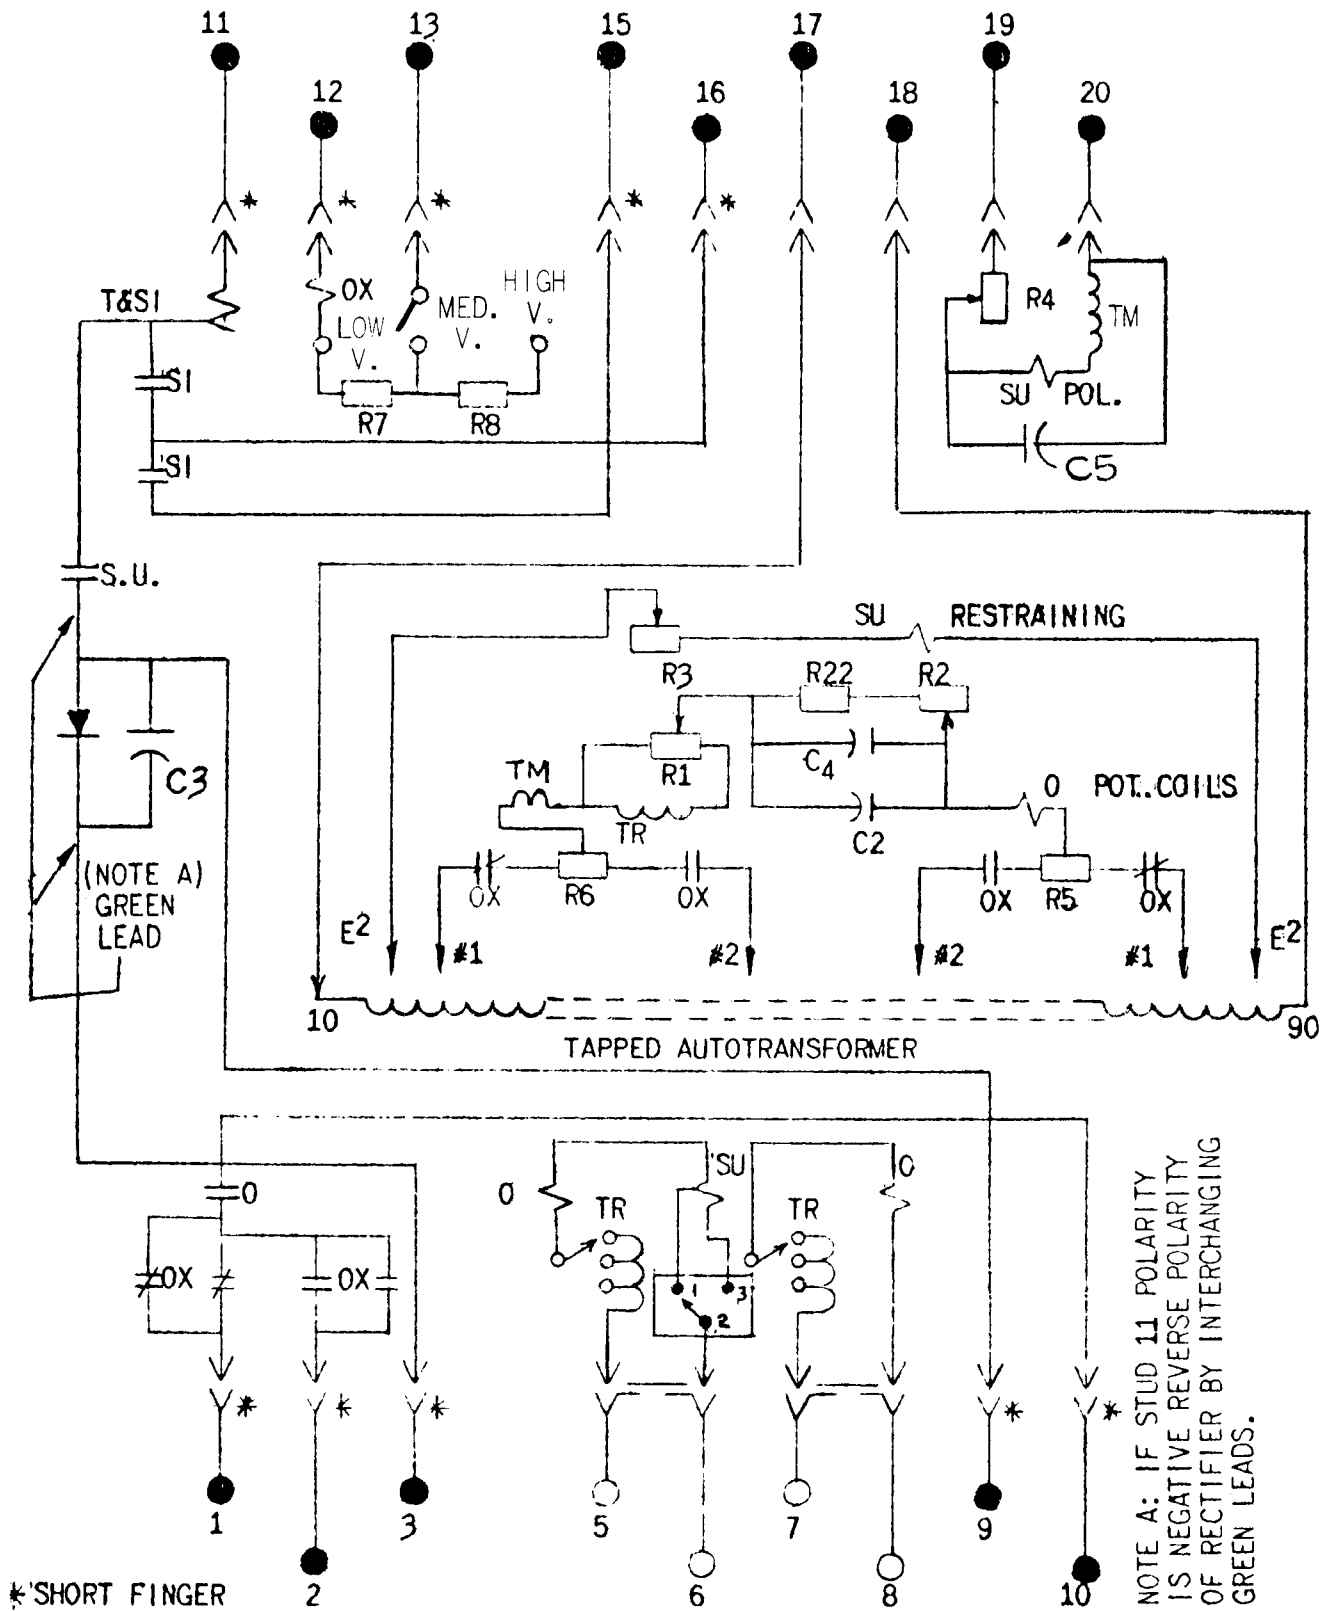 11
13
15
17
19
12
16
18
20
*
*
*
*
*
T&SI
OX
LOW
V.
MED.
V.
HIGH
V.
R4
TM
SI
R7
R8
SU POL.
SI
C5
S.U.
SU RESTRAINING
R3
R22
R2
C3
TM
R1
C4
O POT. COILS
TR
C2
(NOTE A)
GREEN
LEAD
OX
R6
OX
OX
R5
OX
E2
#1
#2
#2
#1
E2
10
90
TAPPED AUTOTRANSFORMER
O
O
TR
SU
TR
O
OX
OX
1
3
2
*
*
*
*
*
1
3
5
7
9
2
6
8
10
*SHORT FINGER
NOTE A: IF STUD 11 POLARITY
IS NEGATIVE REVERSE POLARITY
OF RECTIFIER BY INTERCHANGING
GREEN LEADS.